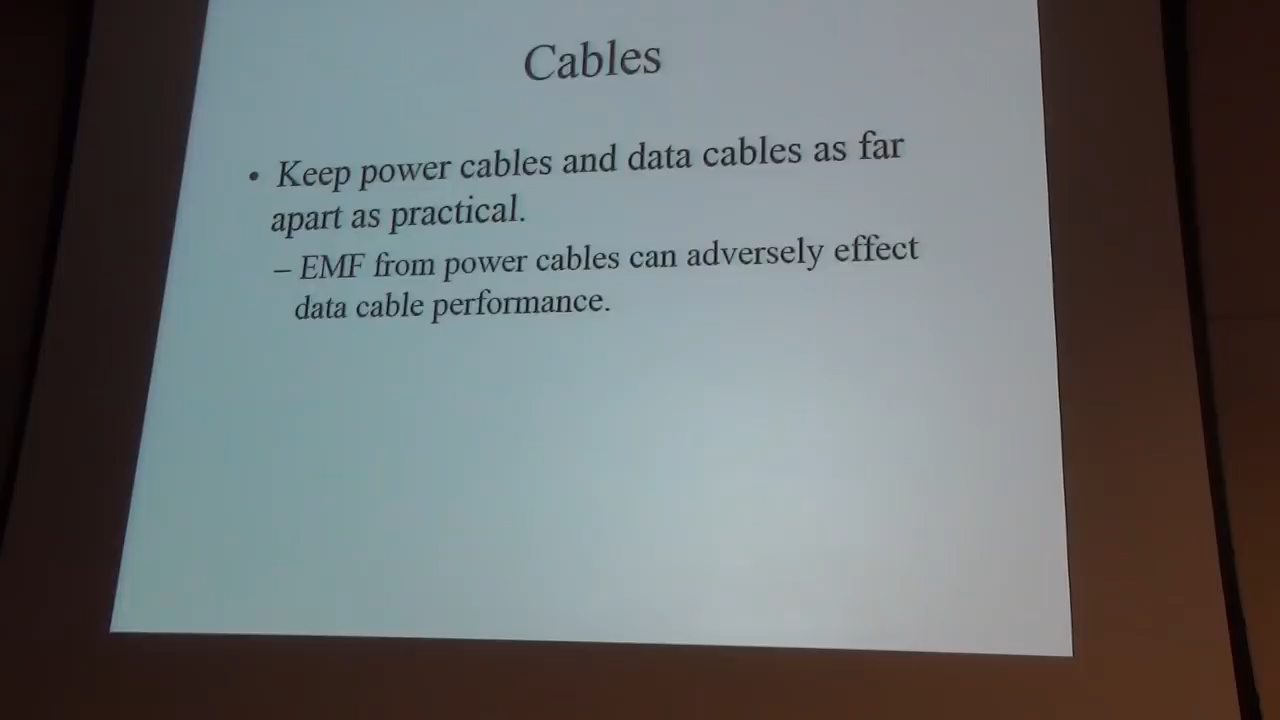 Cables
• Keep power cables and data cables as far
apart as practical.
– EMF from power cables can adversely effect
data cable performance.